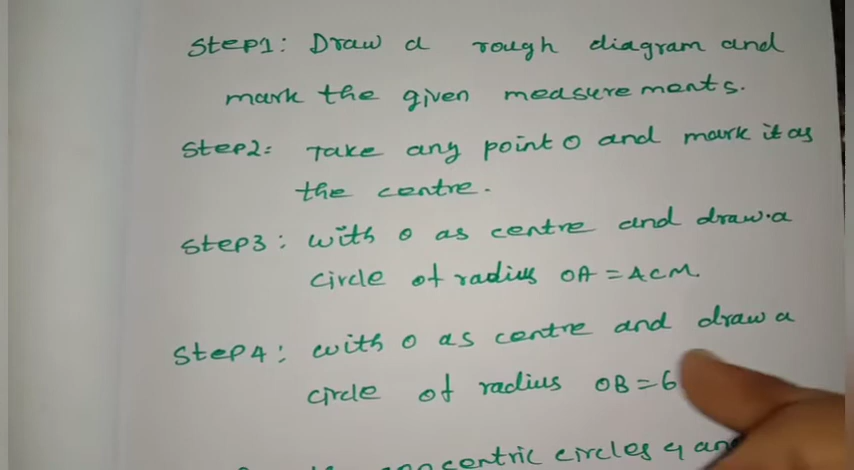 Step1: Draw a rough diagram and
mark the given measurements.
Step2: Take any point O and mark it as
the centre.
Step3: with O as centre and draw a
circle of radius OA = 4CM.
Step4: with O as centre and draw a
circle of radius OB = 6
concentric circles